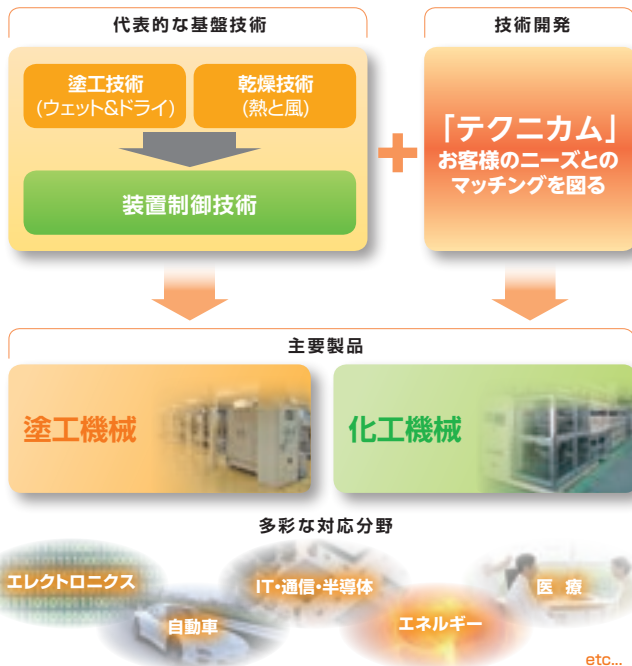 代表的な基盤技術
技術開発
塗工技術
(ウェット&ドライ)
乾燥技術
(熱と風)
装置制御技術
「テクニカム」
お客様のニーズとの
マッチングを図る
主要製品
塗工機械
化工機械
多彩な対応分野
エレクトロニクス
自動車
IT・通信・半導体
エネルギー
医 療
etc...